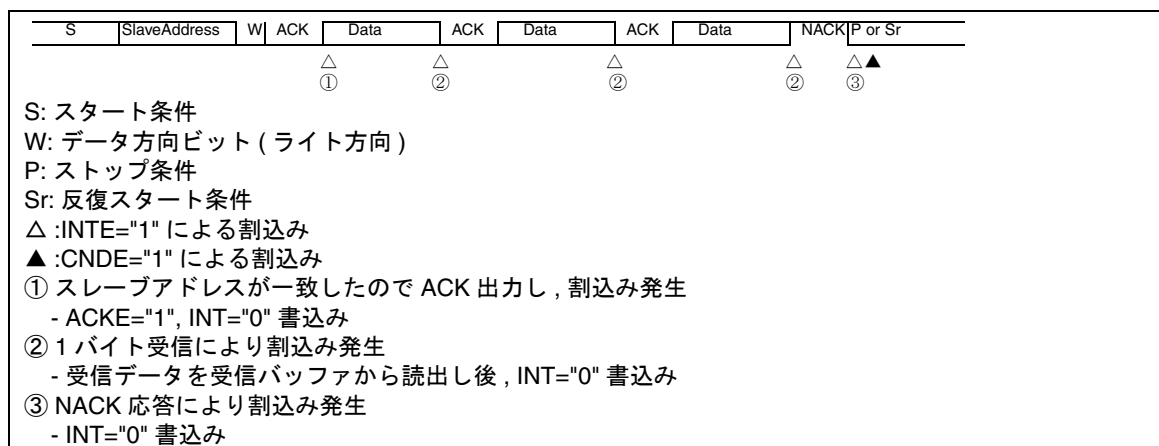 S SlaveAddress W ACK Data ACK Data ACK Data NACK P or Sr
△ △ △ △ △▲
① ② ② ② ③
S: スタート条件
W: データ方向ビット ( ライト方向 )
P: ストップ条件
Sr: 反復スタート条件
△ :INTE="1" による割込み
▲ :CNDE="1" による割込み
① スレーブアドレスが一致したので ACK 出力し , 割込み発生
- ACKE="1", INT="0" 書込み
② 1 バイト受信により割込み発生
- 受信データを受信バッファから読出し後 , INT="0" 書込み
③ NACK 応答により割込み発生
- INT="0" 書込み